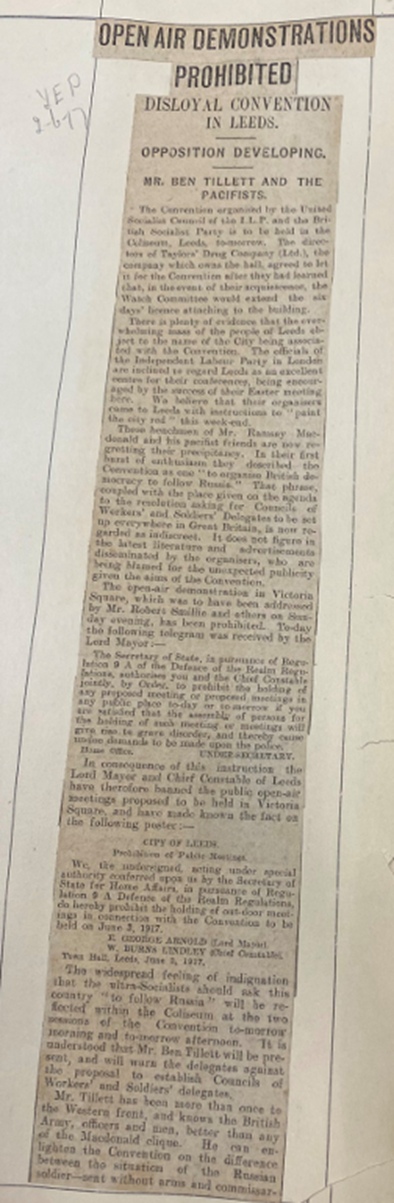 OPEN AIR DEMONSTRATIONS
PROHIBITED
YEP
2-6-17
DISLOYAL CONVENTION
IN LEEDS.
OPPOSITION DEVELOPING.
MR. BEN TILLETT AND THE
PACIFISTS.
The Convention organised by the United
Socialist Council of the I.L.P. and the Bri-
tish Socialist Party is to be held in the
Coliseum, Leeds, to-morrow. The direc-
tors of Taylors' Drug Company (Ltd.), the
company which owns the hall, agreed to let
it for the Convention after they had learned
that, in the event of their acquiescence, the
Watch Committee would extend the six
days' licence attaching to the building.
There is plenty of evidence that the over-
whelming mass of the people of Leeds ob-
ject to the name of the City being associa-
ted with the Convention. The officials of
the Independent Labour Party in London
are inclined to regard Leeds as an excellent
centre for their conferences, being encour-
aged by the success of their Easter meeting
here. We believe that their organisers
came to Leeds with instructions to "paint
the city red" this week-end.
These henchmen of Mr. Ramsay Mac-
donald and his pacifist friends are now re-
gretting their precipitancy. In their first
burst of enthusiasm they described the
Convention as one "to organise British de-
mocracy to follow Russia." That phrase,
coupled with the place given on the agenda
to the resolution asking for Councils of
Workers' and Soldiers' Delegates to be set
up everywhere in Great Britain, is now re-
garded as indiscreet. It does not figure in
the latest literature and advertisements
disseminated by the organisers, who are
being blamed for the unexpected publicity
given the aims of the Convention.
The open-air demonstration in Victoria
Square, which was to have been addressed
by Mr. Robert Smillie and others on Sun-
day evening, has been prohibited. To-day
the following telegram was received by the
Lord Mayor:—
The Secretary of State, in pursuance of Regu-
lation 9 A of the Defence of the Realm Regu-
lations, authorises you and the Chief Constable
jointly, by Order, to prohibit the holding of
any proposed meeting or proposed meetings in
any public place to-day or to-morrow if you
are satisfied that the assembly of persons for
the holding of such meeting or meetings will
give rise to grave disorder, and thereby cause
undue demands to be made upon the police.
Home Office. UNDER-SECRETARY.
In consequence of this instruction the
Lord Mayor and Chief Constable of Leeds
have therefore banned the public open-air
meetings proposed to be held in Victoria
Square, and have made known the fact on
the following poster:—
CITY OF LEEDS.
Prohibition of Public Meetings.
We, the undersigned, acting under special
authority conferred upon us by the Secretary of
State for Home Affairs, in pursuance of Regu-
lation 9 A Defence of the Realm Regulations,
do hereby prohibit the holding of out-door meet-
ings in connection with the Convention to be
held on June 3, 1917.
E. GEORGE ARNOLD (Lord Mayor).
W. BURNS LINDLEY (Chief Constable).
Town Hall, Leeds, June 2, 1917.
The widespread feeling of indignation
that the ultra-Socialists should ask this
country "to follow Russia" will be re-
flected within the Coliseum at the two
sessions of the Convention to-morrow
morning and to-morrow afternoon. It is
understood that Mr. Ben Tillett will be pre-
sent, and will warn the delegates against
the proposal to establish Councils of
Workers' and Soldiers' delegates.
Mr. Tillett has been more than once to
the Western front, and knows the British
Army, officers and men, better than any
of the Macdonald clique. He can en-
lighten the Convention on the difference
between the situation of the Russian
soldier—sent without arms and commissar-